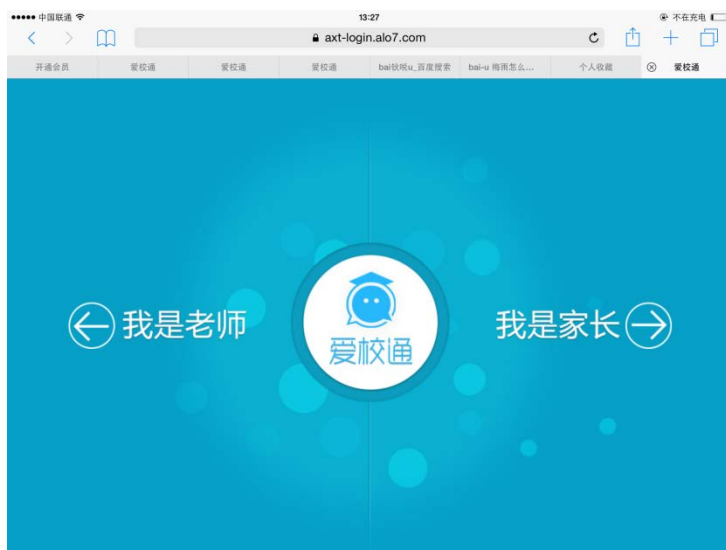 中国联通
13:27
不在充电
axt-login.alo7.com
开通会员
爱校通
爱校通
爱校通
bai钦哎u_百度搜索
bai-u 梅雨怎么...
个人收藏
爱校通
我是老师
爱校通
我是家长